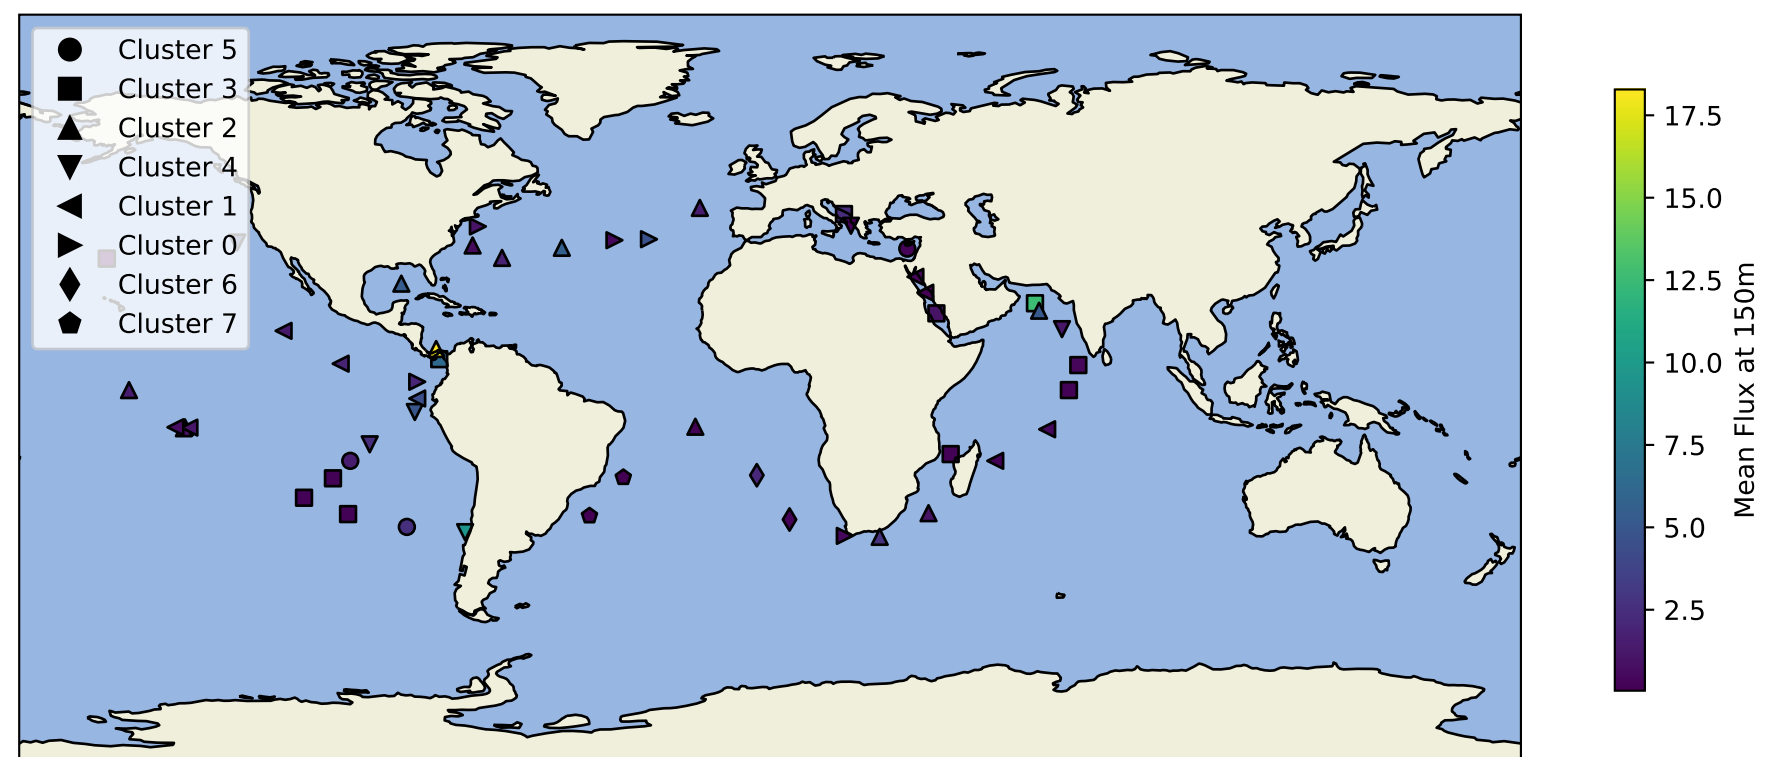 Cluster 5
Cluster 3
Cluster 2
Cluster 4
Cluster 1
Cluster 0
Cluster 6
Cluster 7
17.5
15.0
12.5
10.0
7.5
5.0
2.5
Mean Flux at 150m